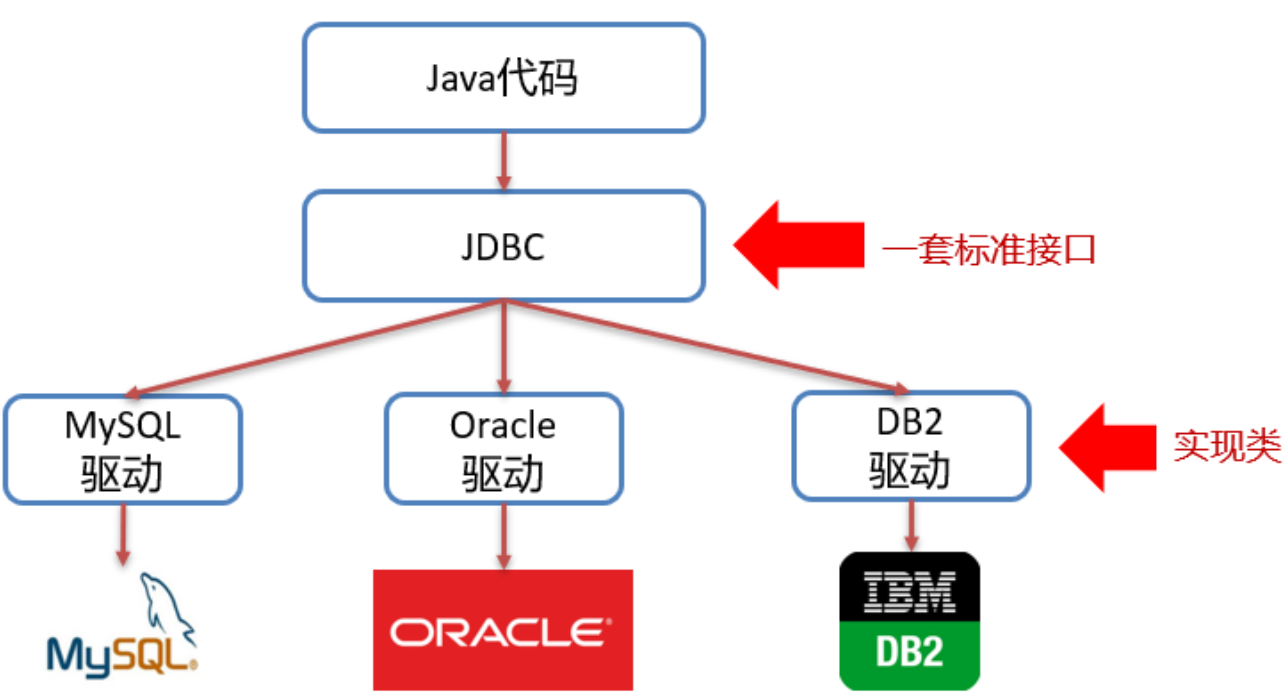 Java代码
JDBC
一套标准接口
MySQL
驱动
Oracle
驱动
DB2
驱动
实现类
MySQL®
ORACLE®
IBM
DB2